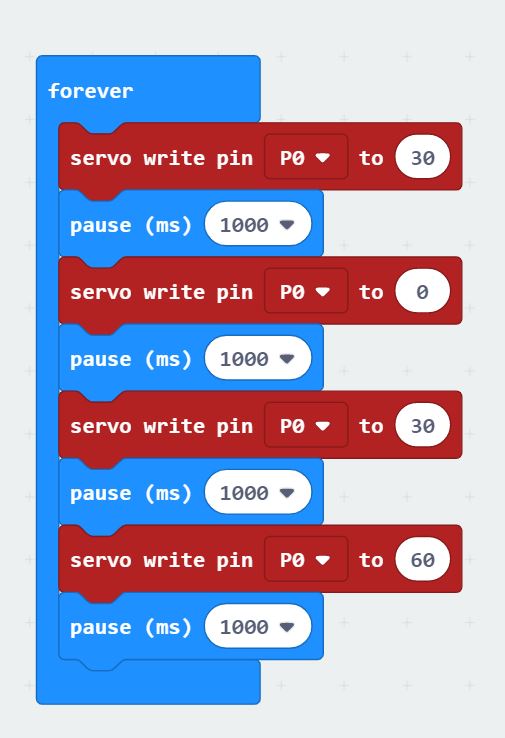 forever
servo write pin P0 to 30
pause (ms) 1000
servo write pin P0 to 0
pause (ms) 1000
servo write pin P0 to 30
pause (ms) 1000
servo write pin P0 to 60
pause (ms) 1000